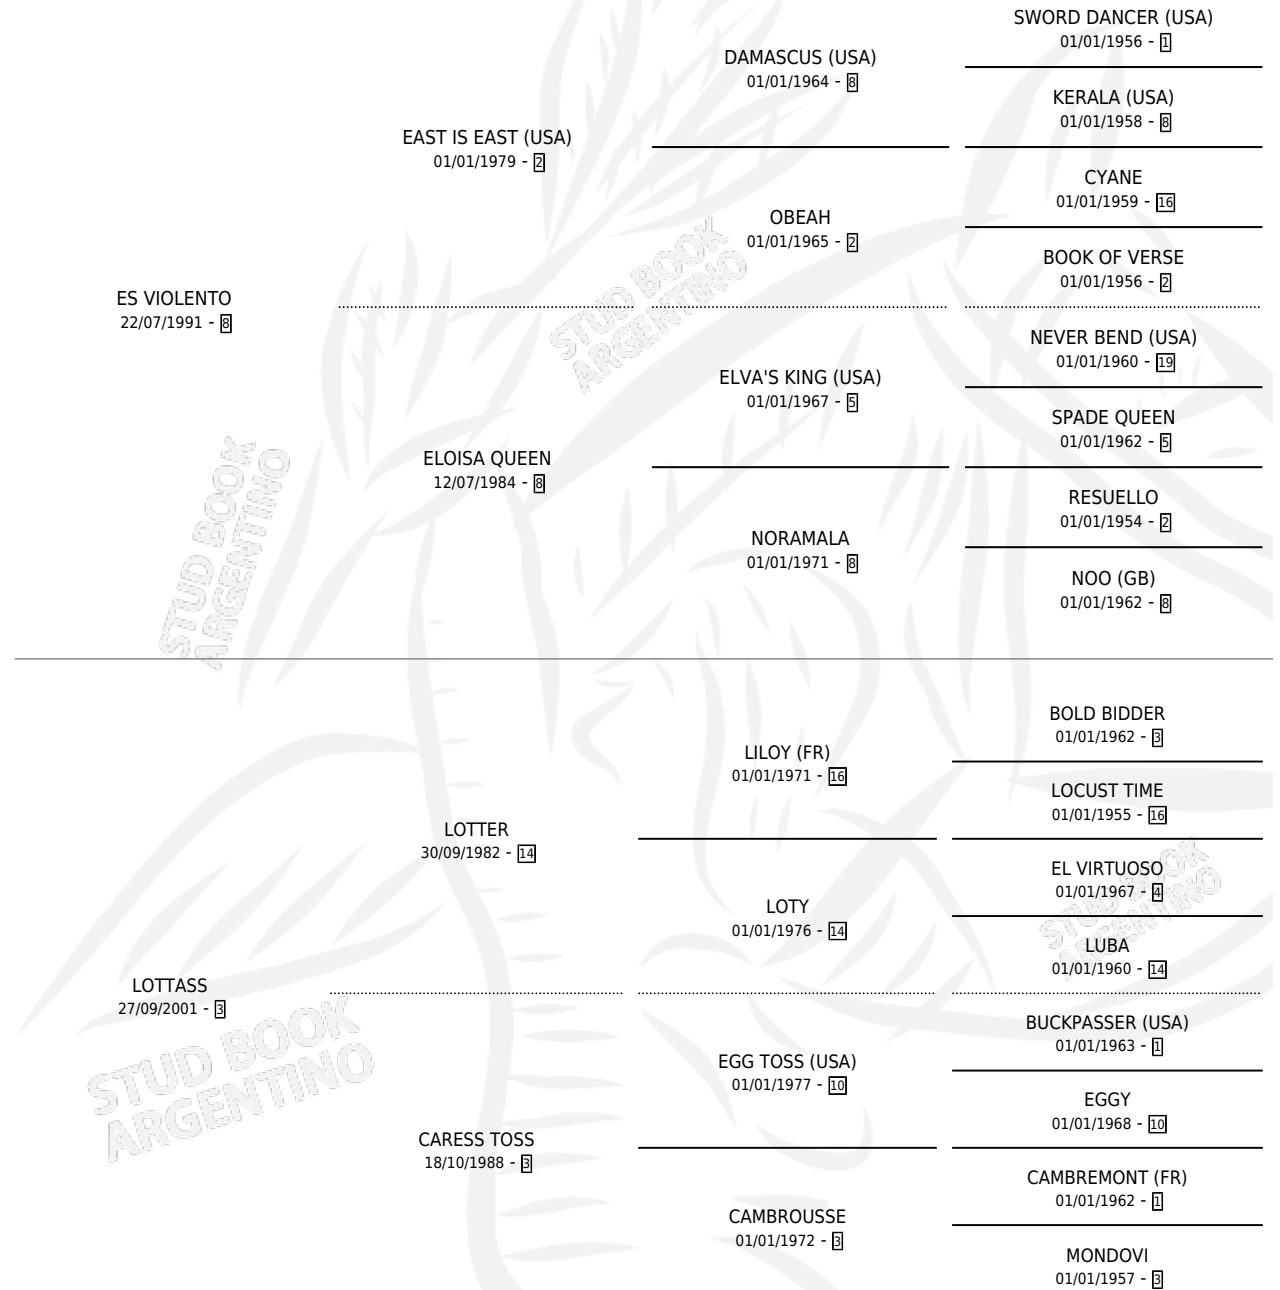 SWORD DANCER (USA)
01/01/1956 - 1
DAMASCUS (USA)
01/01/1964 - 8
KERALA (USA)
01/01/1958 - 8
EAST IS EAST (USA)
01/01/1979 - 2
CYANE
01/01/1959 - 16
OBEAH
01/01/1965 - 2
BOOK OF VERSE
01/01/1956 - 2
ES VIOLENTO
22/07/1991 - 8
STUD BOOK
ARGENTINO
NEVER BEND (USA)
01/01/1960 - 19
ELVA'S KING (USA)
01/01/1967 - 5
SPADE QUEEN
01/01/1962 - 5
ELOISA QUEEN
12/07/1984 - 8
RESUELLO
01/01/1954 - 2
NORAMALA
01/01/1971 - 8
NOO (GB)
01/01/1962 - 8
STUD BOOK
ARGENTINO
BOLD BIDDER
01/01/1962 - 3
LILOY (FR)
01/01/1971 - 16
LOCUST TIME
01/01/1955 - 16
LOTTER
30/09/1982 - 14
EL VIRTUOSO
01/01/1967 - 4
LOTY
01/01/1976 - 14
STUD BOOK
ARGENTINO
LUBA
01/01/1960 - 14
LOTTASS
27/09/2001 - 3
BUCKPASSER (USA)
01/01/1963 - 1
EGG TOSS (USA)
01/01/1977 - 10
STUD BOOK
ARGENTINO
EGGY
01/01/1968 - 10
CARESS TOSS
18/10/1988 - 3
CAMBREMONT (FR)
01/01/1962 - 1
CAMBROUSSE
01/01/1972 - 3
MONDOVI
01/01/1957 - 3